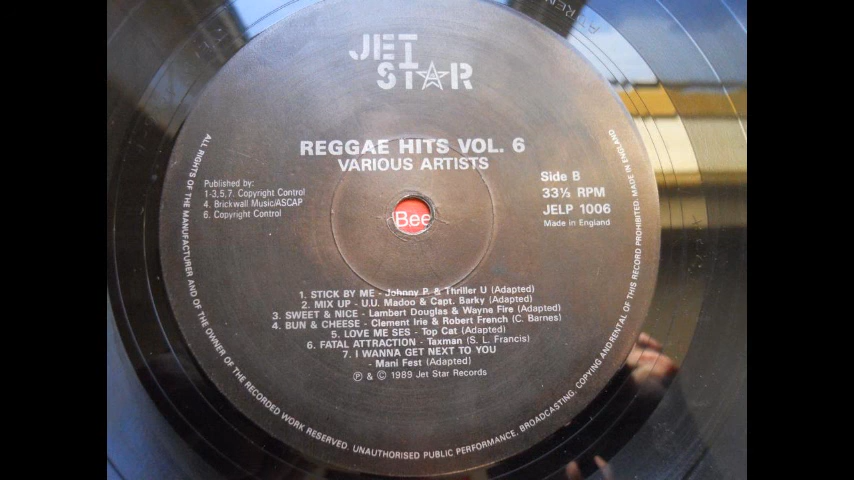 JET
STAR
REGGAE HITS VOL. 6
VARIOUS ARTISTS
Published by:
1-3,5,7. Copyright Control
4. Brickwall Music/ASCAP
6. Copyright Control
Side B
33⅓ RPM
JELP 1006
Made in England
Bee
1. STICK BY ME - Johnny P. & Thriller U (Adapted)
2. MIX UP - U.U. Madoo & Capt. Barky (Adapted)
3. SWEET & NICE - Lambert Douglas & Wayne Fire (Adapted)
4. BUN & CHEESE - Clement Irie & Robert French (C. Barnes)
5. LOVE ME SES - Top Cat (Adapted)
6. FATAL ATTRACTION - Taxman (S. L. Francis)
7. I WANNA GET NEXT TO YOU
- Mani Fest (Adapted)
℗ & © 1989 Jet Star Records
ALL RIGHTS OF THE MANUFACTURER AND OF THE OWNER OF THE RECORDED WORK RESERVED. UNAUTHORISED PUBLIC PERFORMANCE, BROADCASTING, COPYING AND RENTAL OF THIS RECORD PROHIBITED. MADE IN ENGLAND